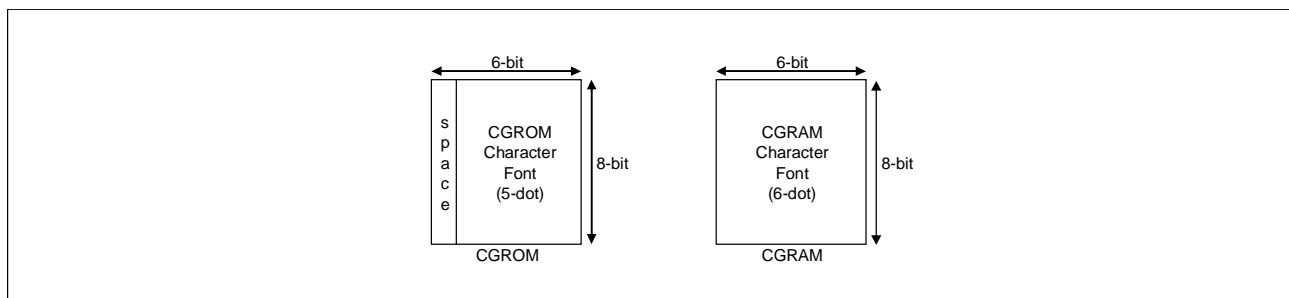 6-bit
space
CGROM
Character
Font
(5-dot)
8-bit
CGROM
6-bit
CGRAM
Character
Font
(6-dot)
8-bit
CGRAM